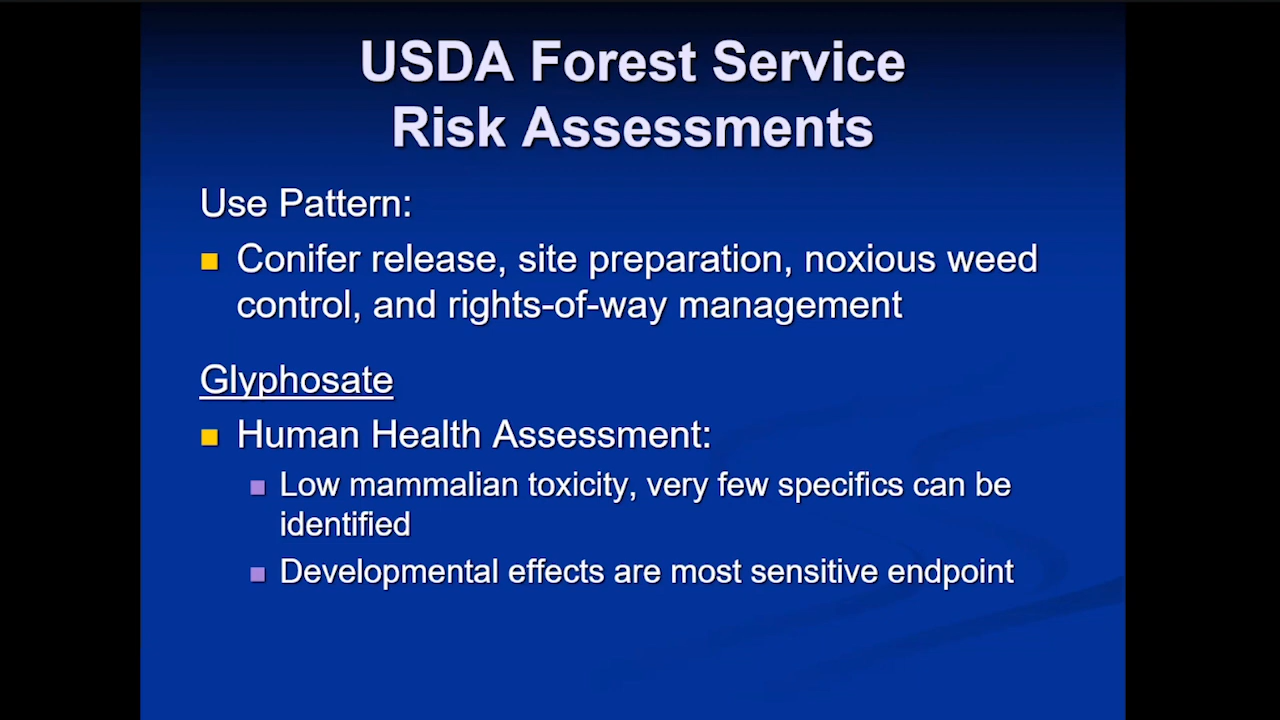 USDA Forest Service
Risk Assessments
Use Pattern:
Conifer release, site preparation, noxious weed
control, and rights-of-way management
Glyphosate
Human Health Assessment:
Low mammalian toxicity, very few specifics can be
identified
Developmental effects are most sensitive endpoint